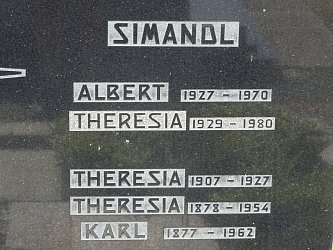 SIMANDL
ALBERT 1927 - 1970
THERESIA 1929 - 1980
THERESIA 1907 - 1927
THERESIA 1878 - 1954
KARL 1877 - 1962